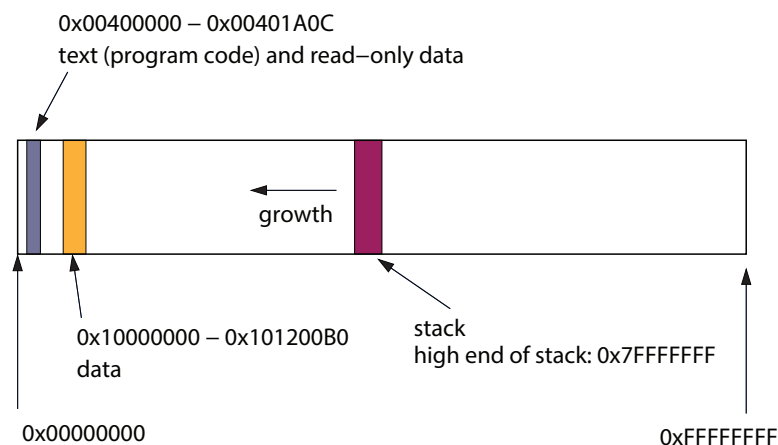 0x00400000 − 0x00401A0C
text (program code) and read−only data
growth
0x10000000 − 0x101200B0
data
stack
high end of stack: 0x7FFFFFFF
0x00000000
0xFFFFFFFF